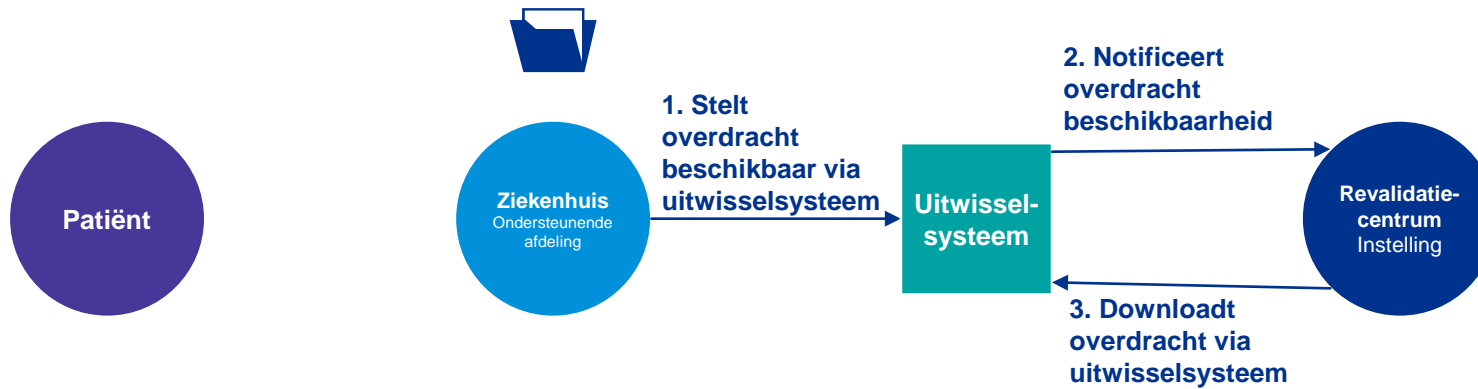 Patiënt
Ziekenhuis
Ondersteunende
afdeling
1. Stelt
overdracht
beschikbaar via
uitwisselsysteem
Uitwissel-
systeem
2. Notificeert
overdracht
beschikbaarheid
Revalidatie-
centrum
Instelling
3. Downloadt
overdracht via
uitwisselsysteem